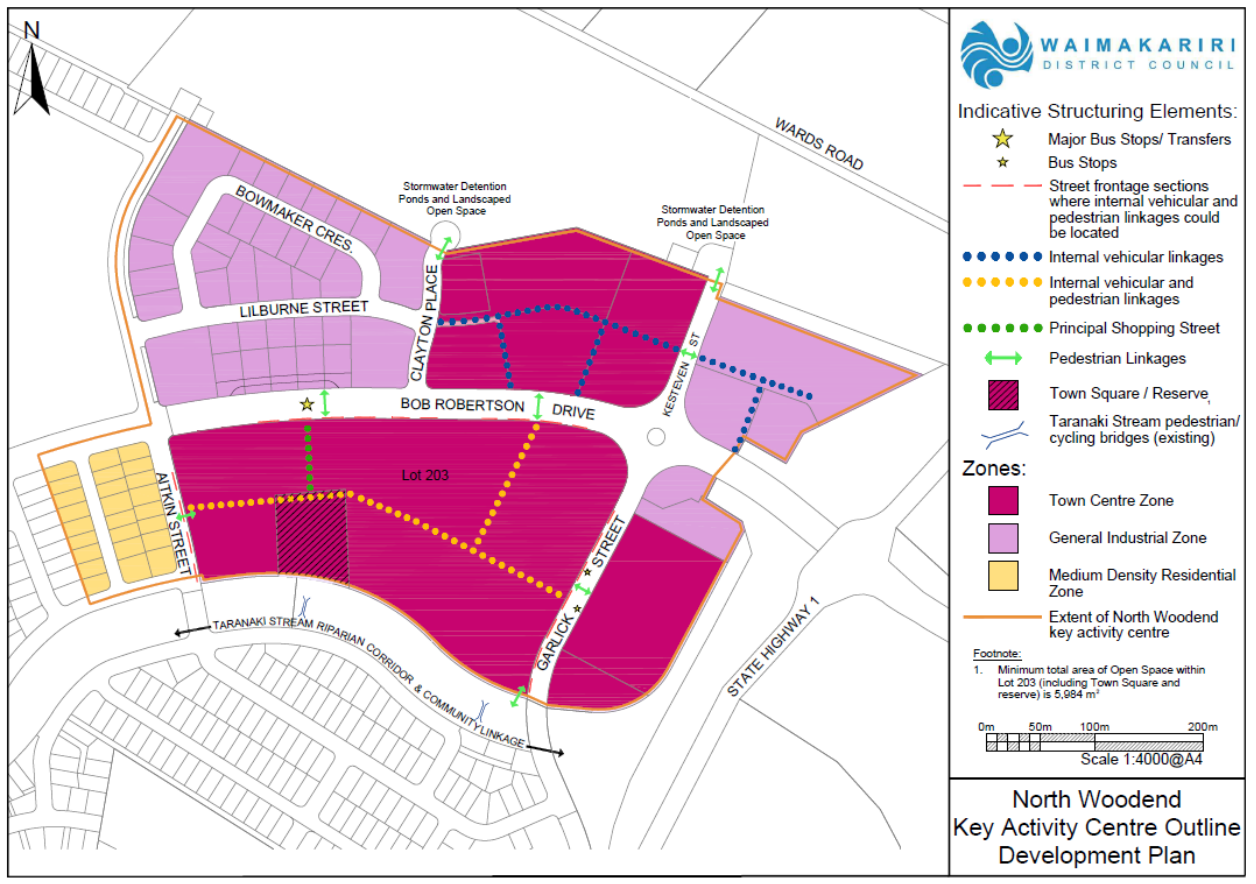 N
WARDS ROAD
Stormwater Detention
Ponds and Landscaped
Open Space
Stormwater Detention
Ponds and Landscaped
Open Space
BOWMAKER CRES.
LILBURNE STREET
CLAYTON PLACE
KESTEVEN ST
BOB ROBERTSON DRIVE
Lot 203
AITKIN STREET
GARLICK STREET
STATE HIGHWAY 1
TARANAKI STREAM RIPARIAN CORRIDOR & COMMUNITY LINKAGE
WAIMAKARIRI
DISTRICT COUNCIL
Indicative Structuring Elements:
Major Bus Stops/ Transfers
Bus Stops
Street frontage sections
where internal vehicular and
pedestrian linkages could
be located
Internal vehicular linkages
Internal vehicular and
pedestrian linkages
Principal Shopping Street
Pedestrian Linkages
Town Square / Reserve,
Taranaki Stream pedestrian/
cycling bridges (existing)
Zones:
Town Centre Zone
General Industrial Zone
Medium Density Residential
Zone
Extent of North Woodend
key activity centre
Footnote:
1. Minimum total area of Open Space within
Lot 203 (including Town Square and
reserve) is 5,984 m²
0m 50m 100m 200m
Scale 1:4000@A4
North Woodend
Key Activity Centre Outline
Development Plan